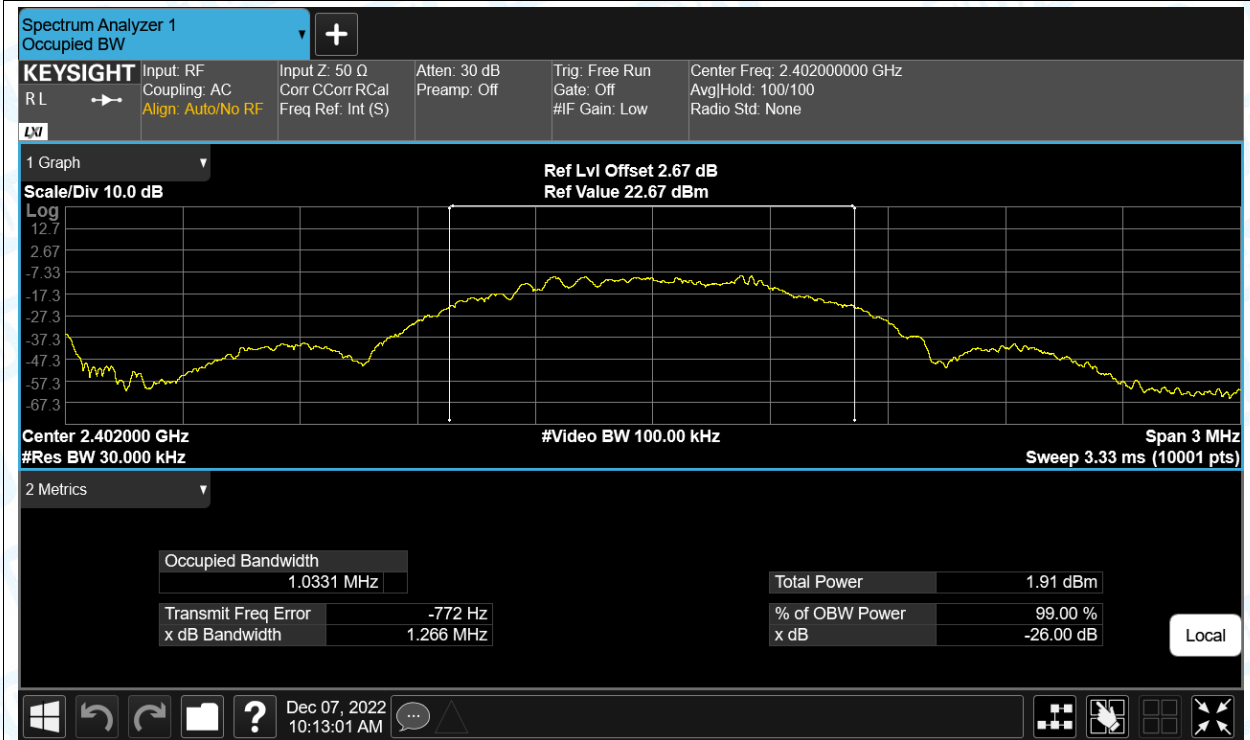 Spectrum Analyzer 1
Occupied BW
KEYSIGHT
R L
LXI
Input: RF
Coupling: AC
Align: Auto/No RF
Input Z: 50 Ω
Corr CCorr RCal
Freq Ref: Int (S)
Atten: 30 dB
Preamp: Off
Trig: Free Run
Gate: Off
#IF Gain: Low
Center Freq: 2.402000000 GHz
Avg|Hold: 100/100
Radio Std: None
1 Graph
Scale/Div 10.0 dB
Ref Lvl Offset 2.67 dB
Ref Value 22.67 dBm
Log
12.7
2.67
-7.33
-17.3
-27.3
-37.3
-47.3
-57.3
-67.3
Center 2.402000 GHz
#Video BW 100.00 kHz
Span 3 MHz
#Res BW 30.000 kHz
Sweep 3.33 ms (10001 pts)
2 Metrics
Occupied Bandwidth
1.0331 MHz
Total Power 1.91 dBm
Transmit Freq Error -772 Hz
% of OBW Power 99.00 %
x dB Bandwidth 1.266 MHz
x dB -26.00 dB
Local
?
Dec 07, 2022
10:13:01 AM